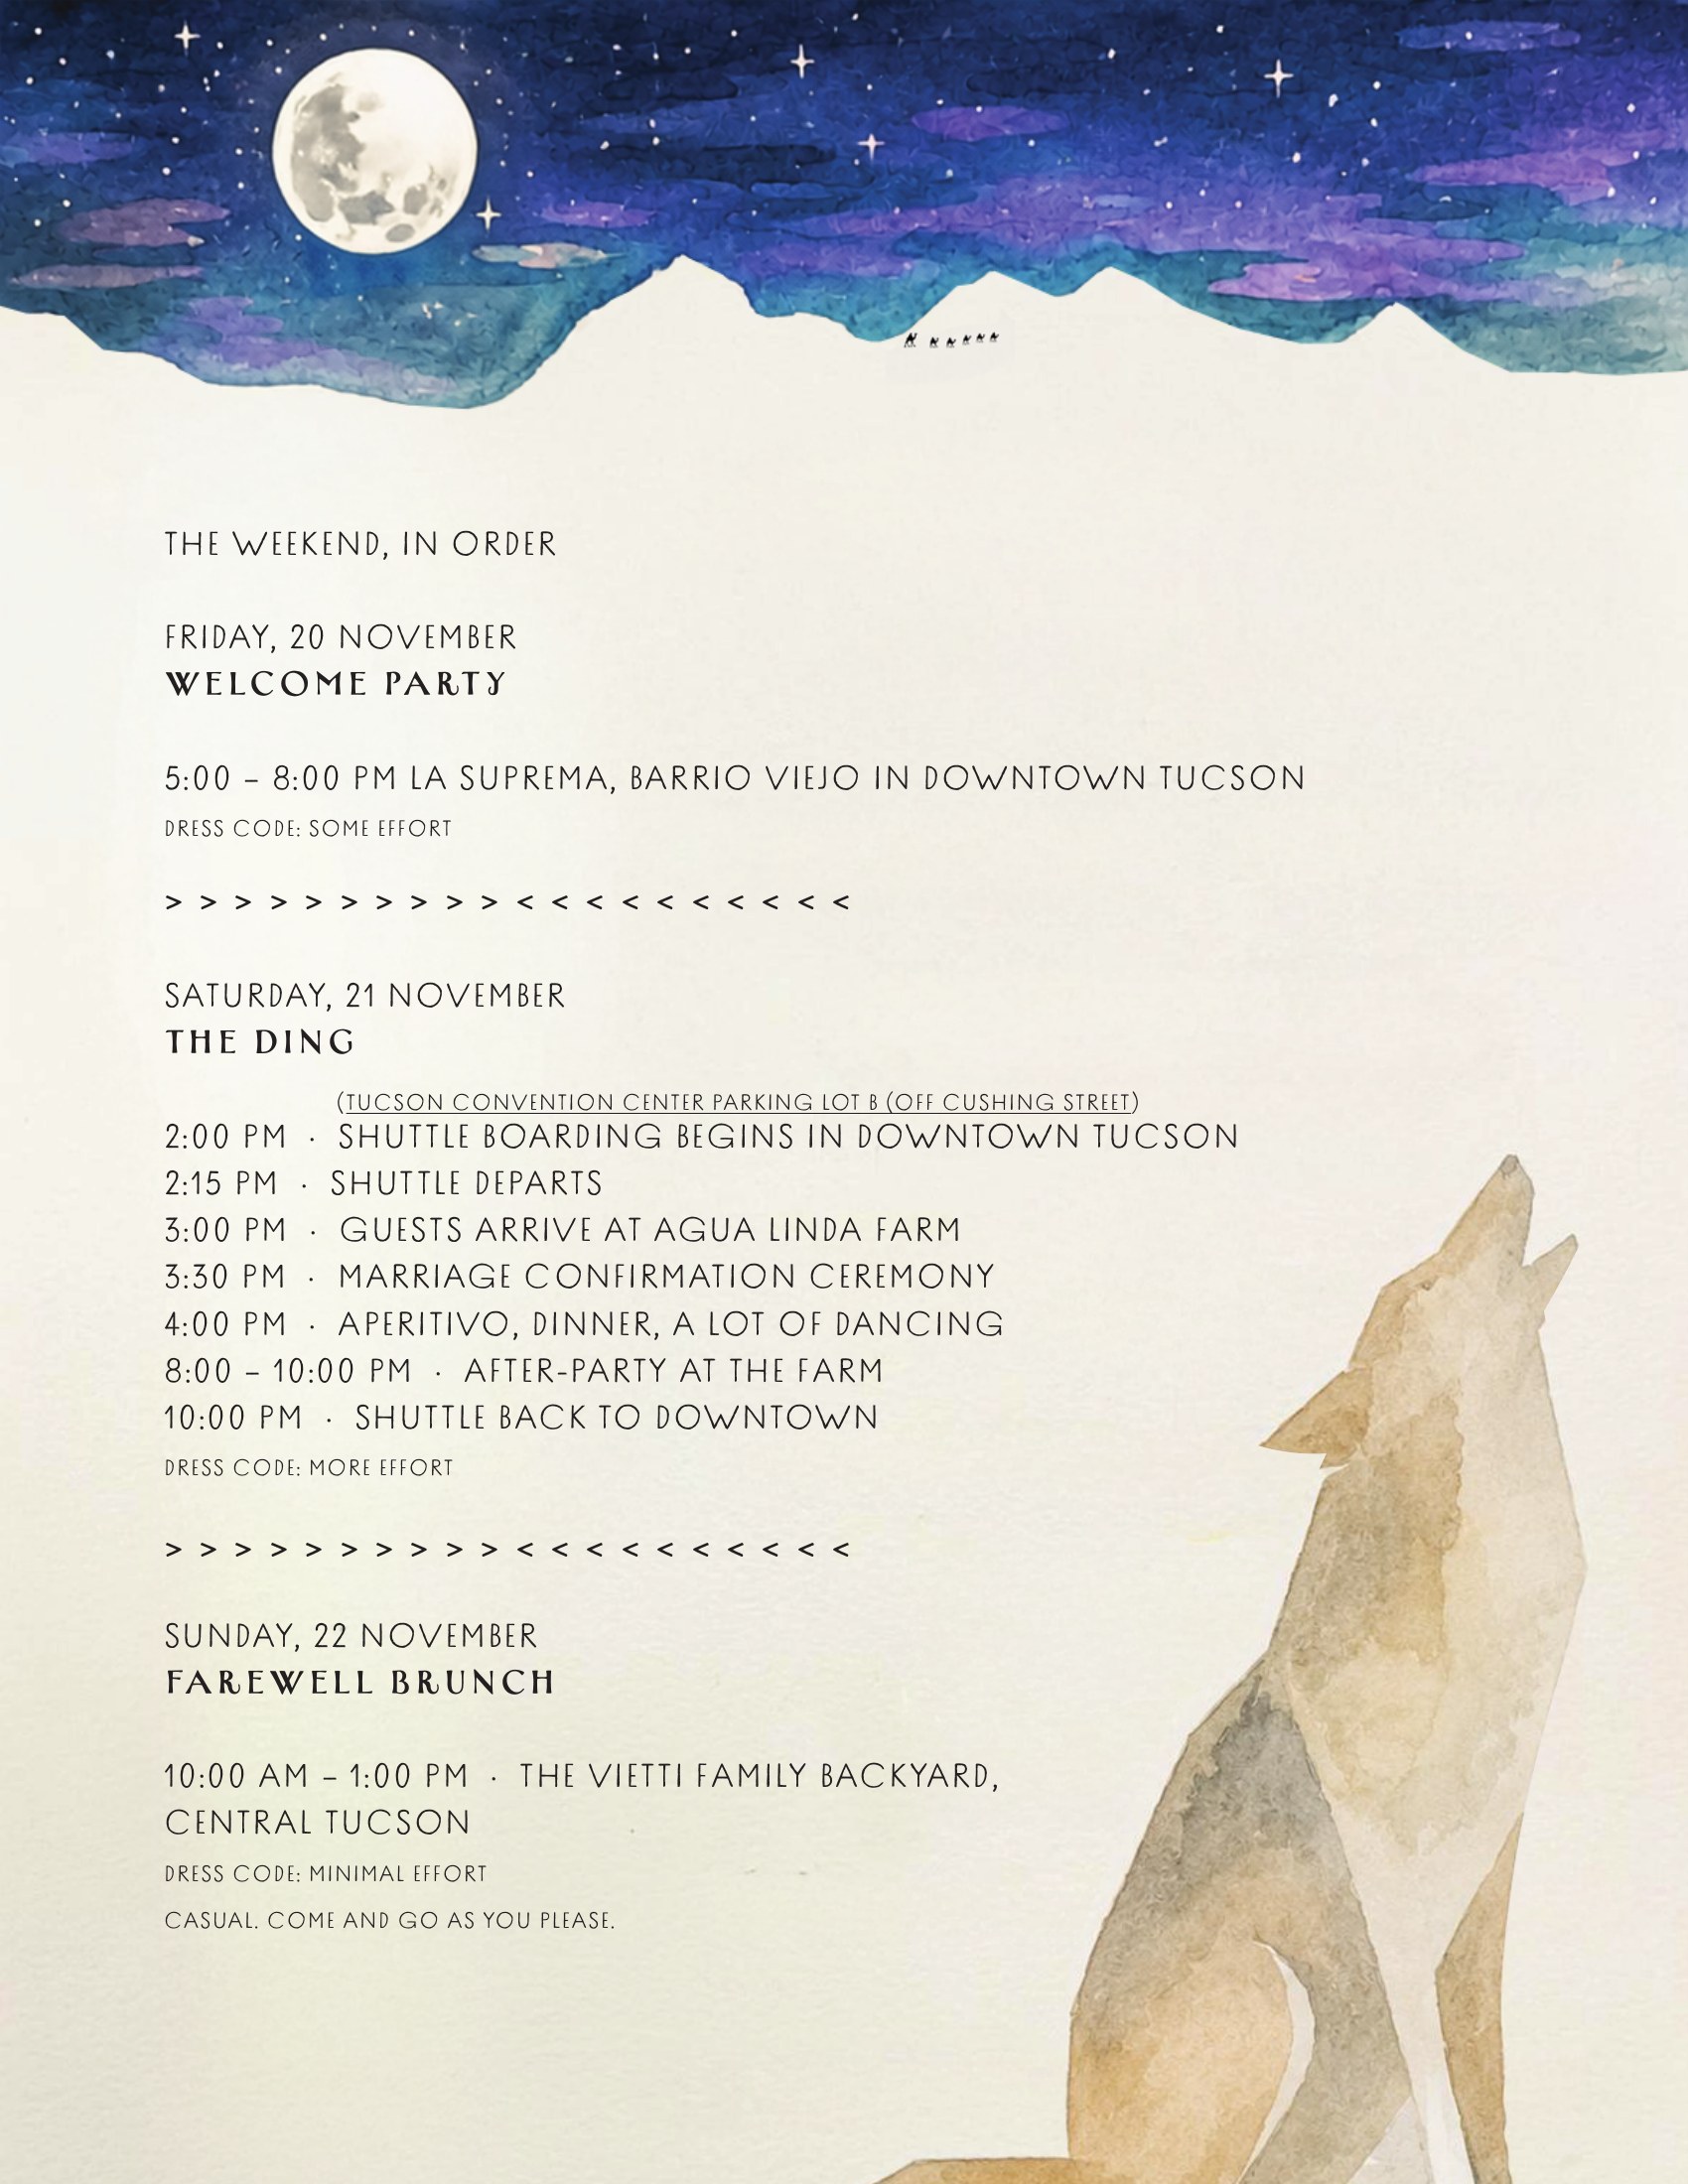 THE WEEKEND, IN ORDER
FRIDAY, 20 NOVEMBER
WELCOME PARTY
5:00 – 8:00 PM LA SUPREMA, BARRIO VIEJO IN DOWNTOWN TUCSON
DRESS CODE: SOME EFFORT
> > > > > > > > > > < < < < < < < < < <
SATURDAY, 21 NOVEMBER
THE DING
(TUCSON CONVENTION CENTER PARKING LOT B (OFF CUSHING STREET)
2:00 PM · SHUTTLE BOARDING BEGINS IN DOWNTOWN TUCSON
2:15 PM · SHUTTLE DEPARTS
3:00 PM · GUESTS ARRIVE AT AGUA LINDA FARM
3:30 PM · MARRIAGE CONFIRMATION CEREMONY
4:00 PM · APERITIVO, DINNER, A LOT OF DANCING
8:00 – 10:00 PM · AFTER-PARTY AT THE FARM
10:00 PM · SHUTTLE BACK TO DOWNTOWN
DRESS CODE: MORE EFFORT
> > > > > > > > > > < < < < < < < < < <
SUNDAY, 22 NOVEMBER
FAREWELL BRUNCH
10:00 AM – 1:00 PM · THE VIETTI FAMILY BACKYARD,
CENTRAL TUCSON
DRESS CODE: MINIMAL EFFORT
CASUAL. COME AND GO AS YOU PLEASE.